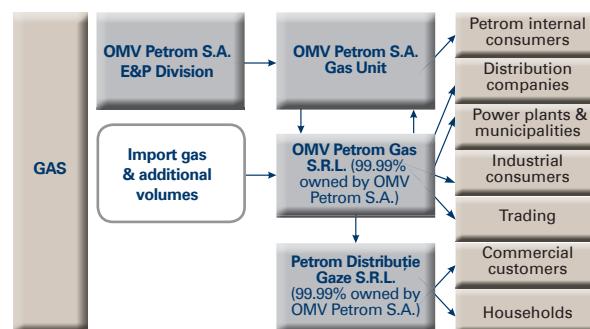 GAS
OMV Petrom S.A.
E&P Division
Import gas
& additional
volumes
OMV Petrom S.A.
Gas Unit
OMV Petrom Gas
S.R.L. (99.99%
owned by OMV
Petrom S.A.)
Petrom Distribuție
Gaze S.R.L.
(99.99% owned by
OMV Petrom S.A.)
Petrom internal
consumers
Distribution
companies
Power plants &
municipalities
Industrial
consumers
Trading
Commercial
customers
Households